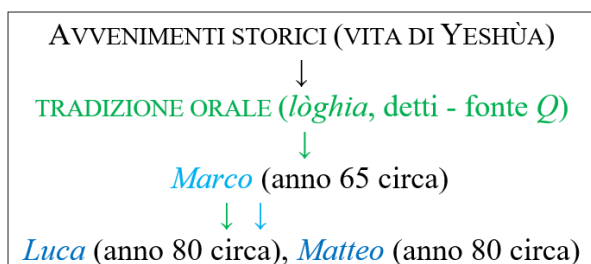 AVVENIMENTI STORICI (VITA DI YESHÙA)
↓
TRADIZIONE ORALE (lòghia, detti - fonte Q)
↓
Marco (anno 65 circa)
↓ ↓
Luca (anno 80 circa), Matteo (anno 80 circa)